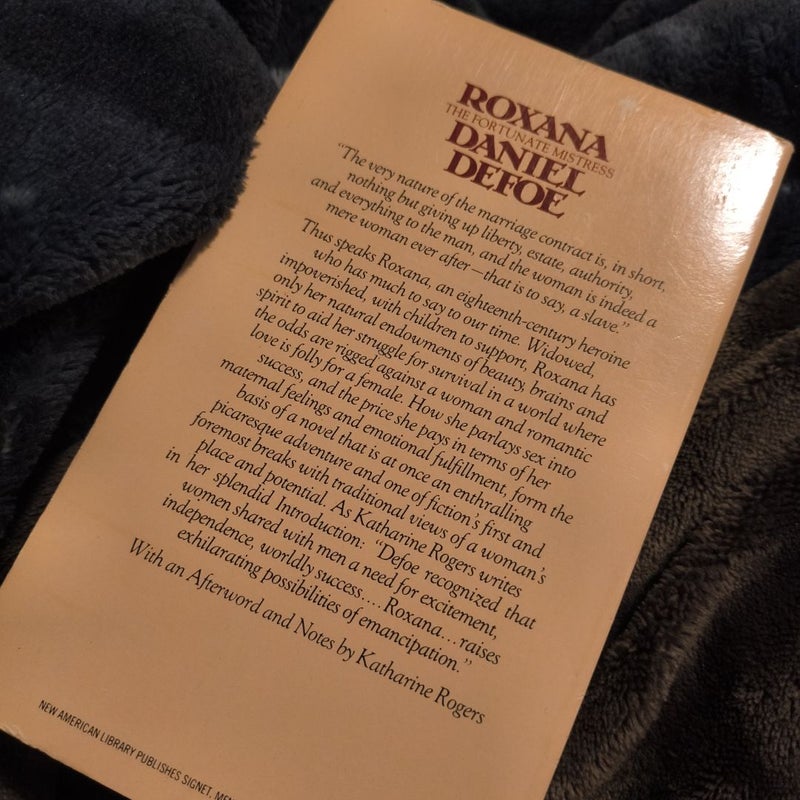 ROXANA
THE FORTUNATE MISTRESS
DANIEL
DEFOE
"The very nature of the marriage contract is, in short,
nothing but giving up liberty, estate, authority,
and everything to the man, and the woman is indeed a
mere woman ever after—that is to say, a slave."
Thus speaks Roxana, an eighteenth-century heroine
who has much to say to our time. Widowed,
impoverished, with children to support, Roxana has
only her natural endowments of beauty, brains and
spirit to aid her struggle for survival in a world where
the odds are rigged against a woman and romantic
love is folly for a female. How she parlays sex into
success, and the price she pays in terms of her
maternal feelings and emotional fulfillment, form the
basis of a novel that is at once an enthralling
picaresque adventure and one of fiction's first and
foremost breaks with traditional views of a woman's
place and potential. As Katharine Rogers writes
in her splendid Introduction: "Defoe recognized that
women shared with men a need for excitement,
independence, worldly success.... Roxana...raises
exhilarating possibilities of emancipation."
With an Afterword and Notes by Katharine Rogers
NEW AMERICAN LIBRARY PUBLISHES SIGNET,